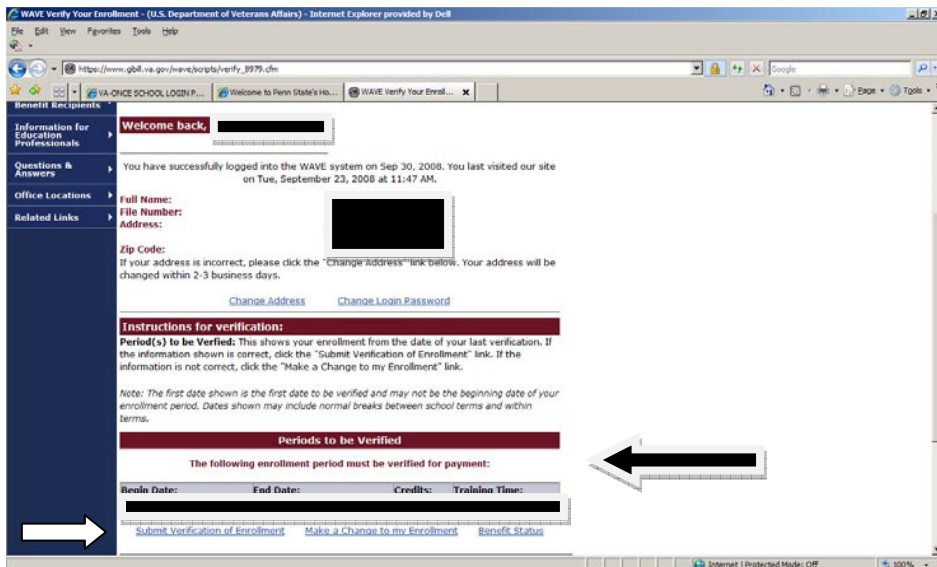 WAVE Verify Your Enrollment - (U.S. Department of Veterans Affairs) - Internet Explorer provided by Dell
File Edit View Favorites Tools Help
https://www.gibill.va.gov/wave/scripts/verify_8979.cfm
Google
VA-ONCE SCHOOL LOGIN P... Welcome to Penn State's Ho... WAVE Verify Your Enrol... Page Tools
Benefit Recipients
Information for
Education
Professionals
Questions &
Answers
Office Locations
Related Links
Welcome back,
You have successfully logged into the WAVE system on Sep 30, 2008. You last visited our site
on Tue, September 23, 2008 at 11:47 AM.
Full Name:
File Number:
Address:
Zip Code:
If your address is incorrect, please click the "Change Address" link below. Your address will be
changed within 2-3 business days.
Change Address Change Login Password
Instructions for verification:
Period(s) to be Verfied: This shows your enrollment from the date of your last verification. If
the information shown is correct, click the "Submit Verification of Enrollment" link. If the
information is not correct, click the "Make a Change to my Enrollment" link.
Note: The first date shown is the first date to be verified and may not be the beginning date of your
enrollment period. Dates shown may include normal breaks between school terms and within
terms.
Periods to be Verified
The following enrollment period must be verified for payment:
Begin Date: End Date: Credits: Training Time:
Submit Verification of Enrollment Make a Change to my Enrollment Benefit Status
Internet | Protected Mode: Off 100%